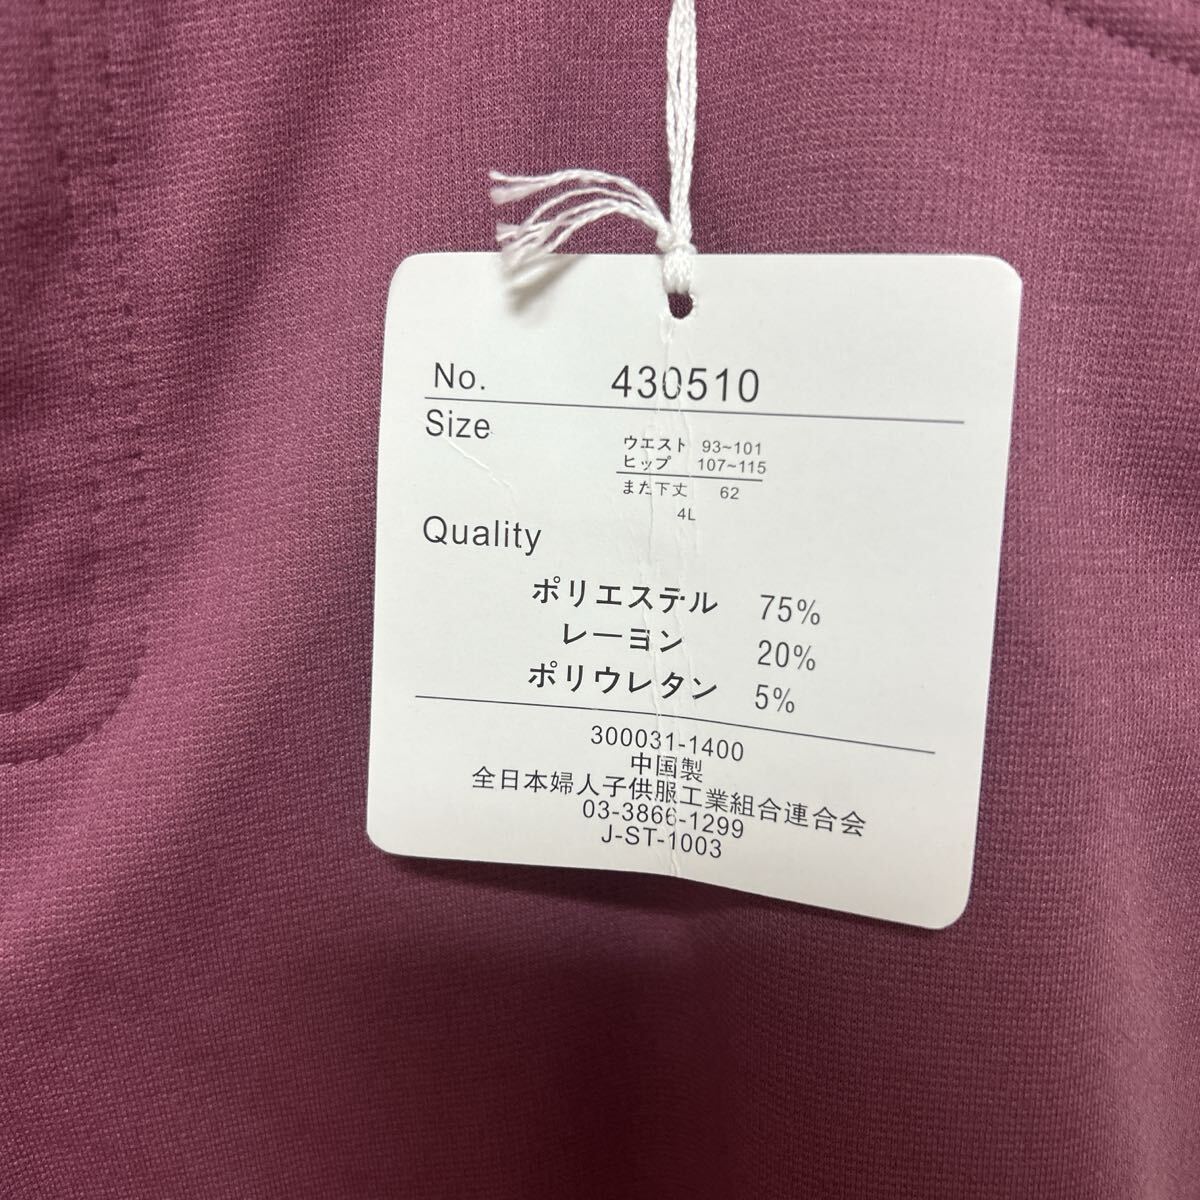 No. 430510
Size
ウエスト 93~101
ヒップ 107~115
また下丈 62
4L
Quality
ポリエステル 75%
レーヨン 20%
ポリウレタン 5%
300031-1400
中国製
全日本婦人子供服工業組合連合会
03-3866-1299
J-ST-1003